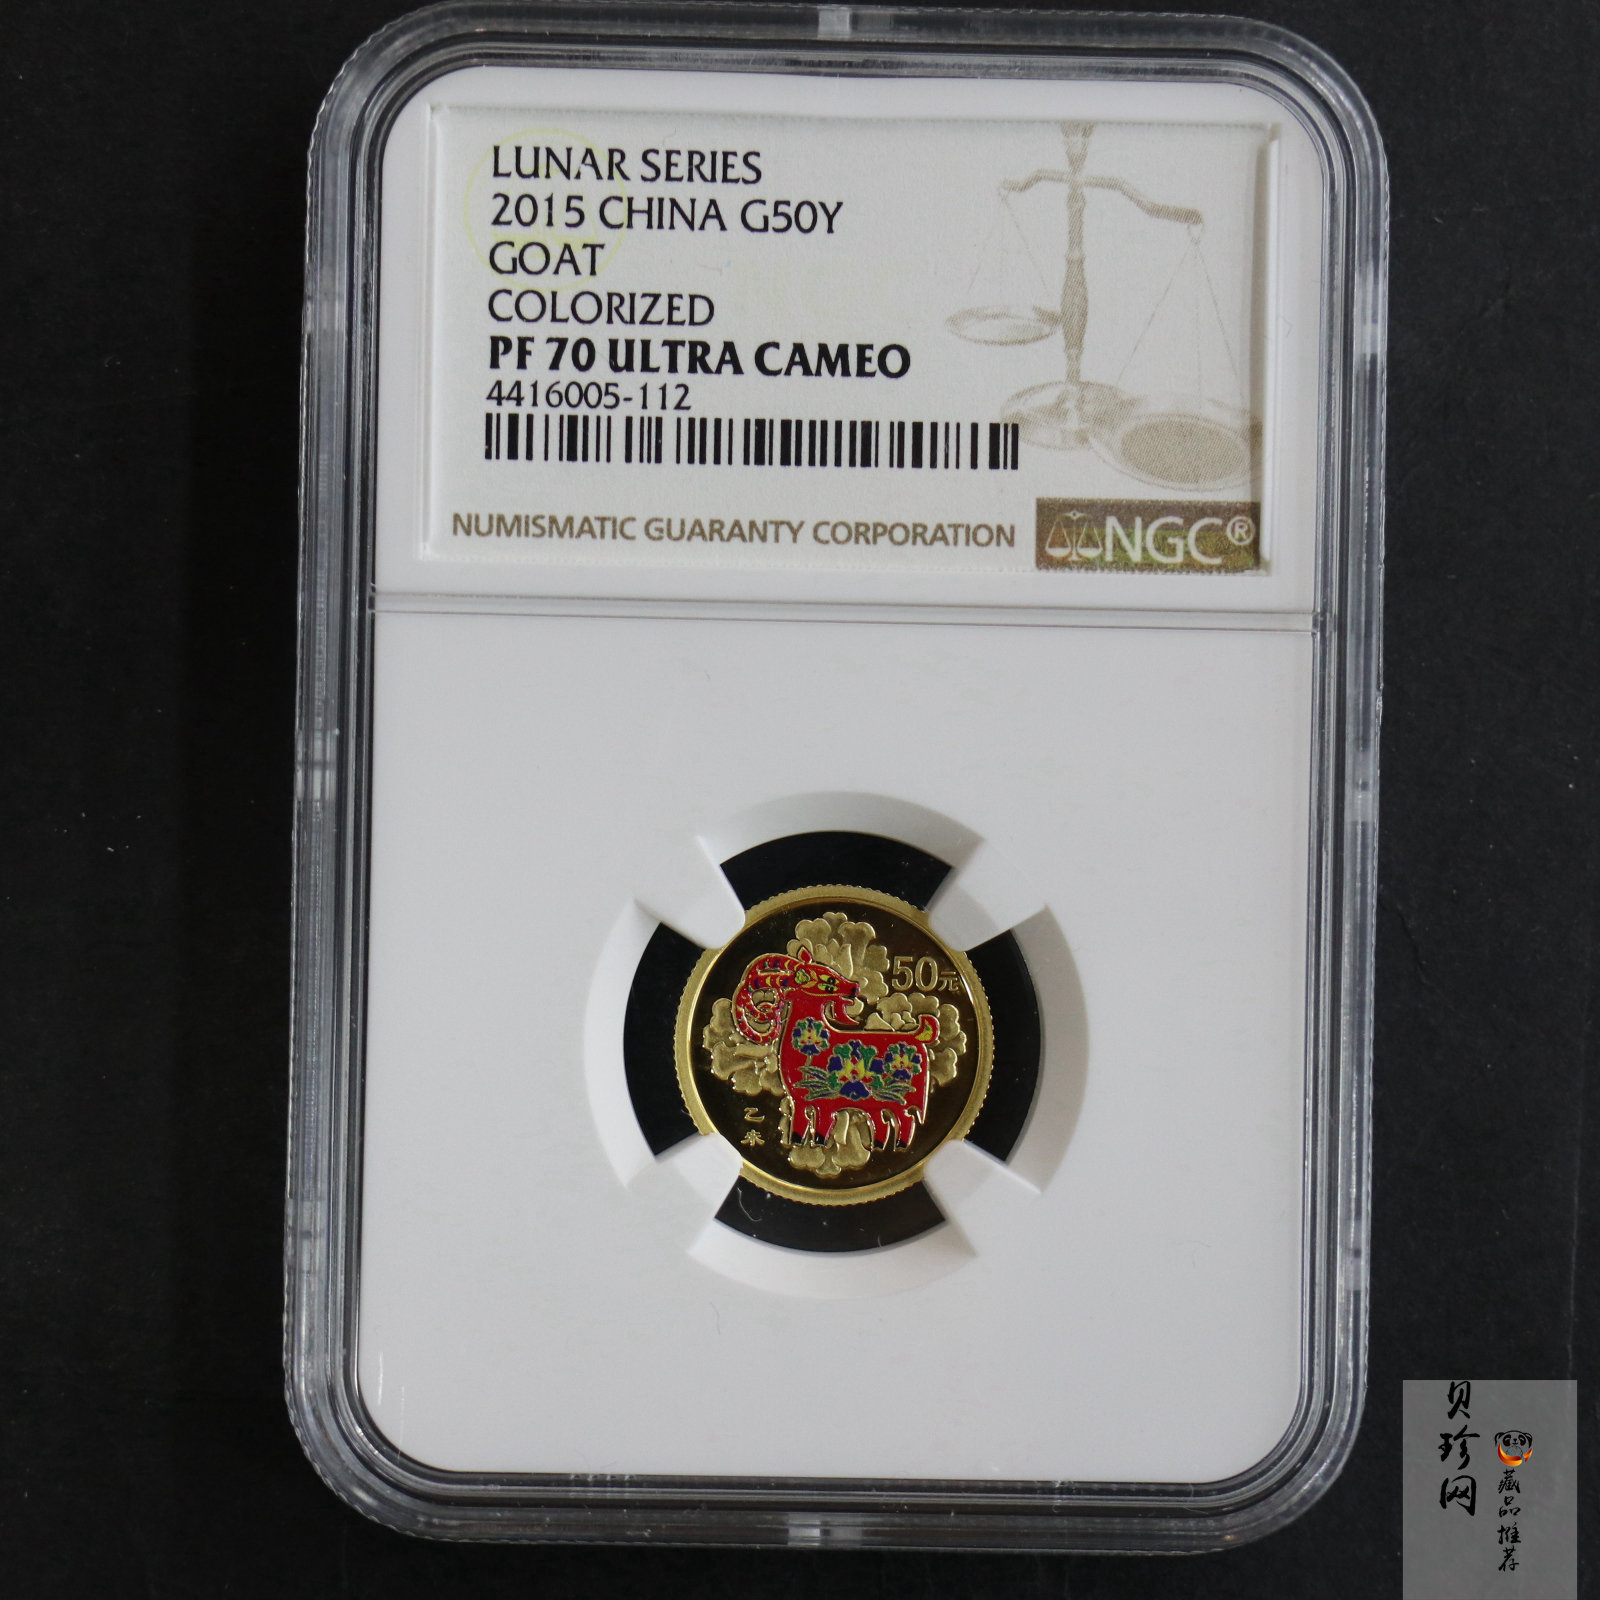 LUNAR SERIES
2015 CHINA G50Y
GOAT
COLORIZED
PF 70 ULTRA CAMEO
4416005-112
NUMISMATIC GUARANTY CORPORATION
NGC®
50元
乙
未
贝珍网
藏品推荐